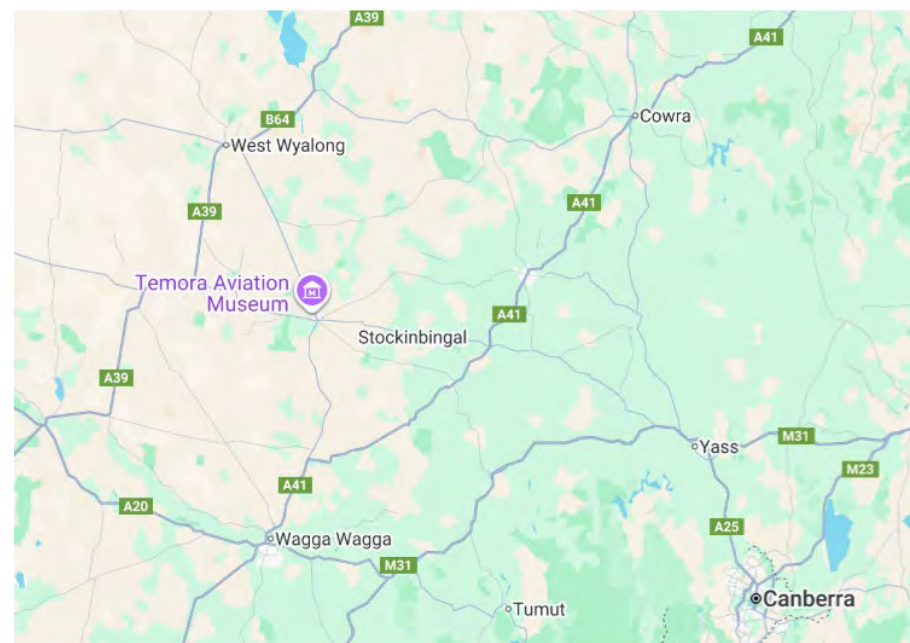 A39
A41
B64
Cowra
West Wyalong
A39
A41
Temora Aviation
Museum
A41
Stockinbingal
A39
M31
Yass
M23
A41
A20
A25
Wagga Wagga
M31
Canberra
Tumut